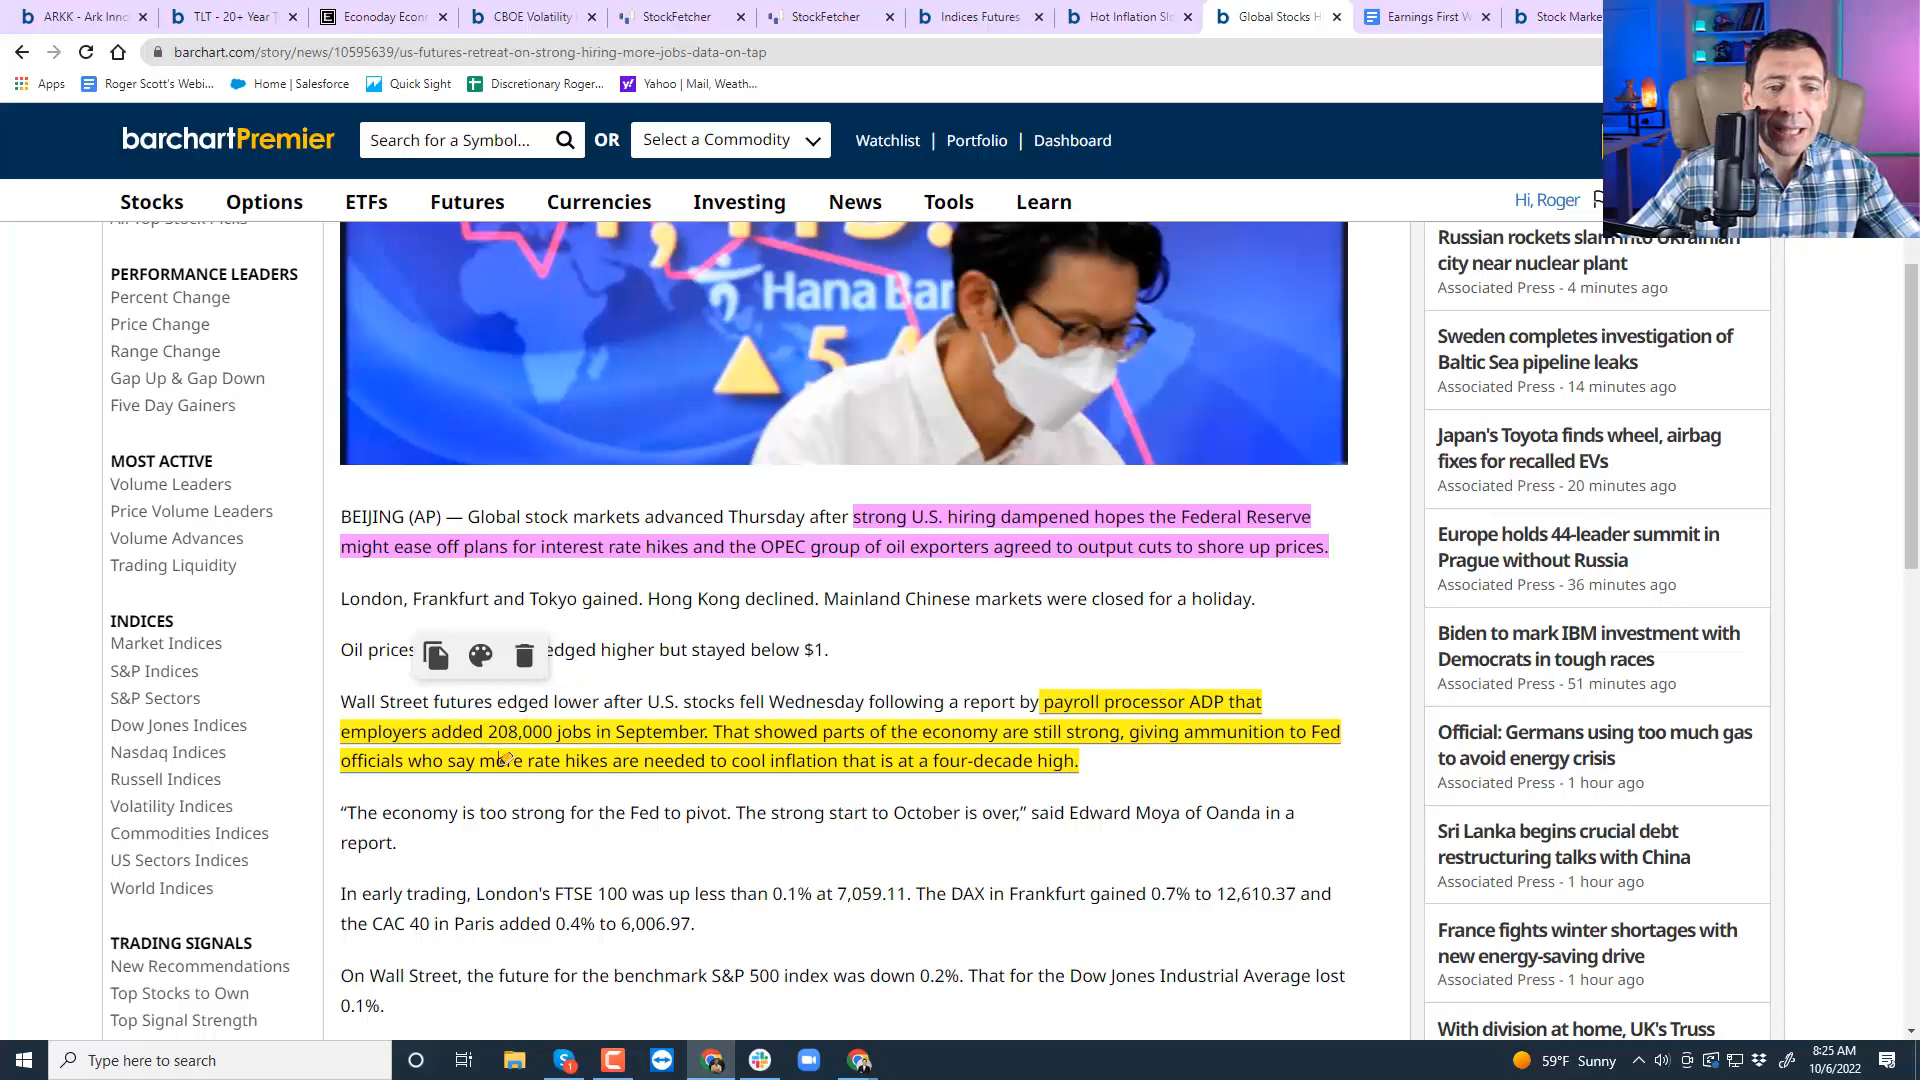 ARKK - Ark Inno
TLT - 20+ Year T
Econoday Econ
CBOE Volatility I
StockFetcher
StockFetcher
Indices Futures
Hot Inflation Slo
Global Stocks H
Earnings First W
Stock Marke
barchart.com/story/news/10595639/us-futures-retreat-on-strong-hiring-more-jobs-data-on-tap
Apps
Roger Scott's Webi...
Home | Salesforce
Quick Sight
Discretionary Roger...
Yahoo | Mail, Weath...
barchartPremier
Search for a Symbol...
OR
Select a Commodity
Watchlist | Portfolio | Dashboard
Stocks Options ETFs Futures Currencies Investing News Tools Learn
Hi, Roger
All Top Stock Picks
PERFORMANCE LEADERS
Percent Change
Price Change
Range Change
Gap Up & Gap Down
Five Day Gainers
MOST ACTIVE
Volume Leaders
Price Volume Leaders
Volume Advances
Trading Liquidity
INDICES
Market Indices
S&P Indices
S&P Sectors
Dow Jones Indices
Nasdaq Indices
Russell Indices
Volatility Indices
Commodities Indices
US Sectors Indices
World Indices
TRADING SIGNALS
New Recommendations
Top Stocks to Own
Top Signal Strength
Hana Ban
BEIJING (AP) — Global stock markets advanced Thursday after strong U.S. hiring dampened hopes the Federal Reserve
might ease off plans for interest rate hikes and the OPEC group of oil exporters agreed to output cuts to shore up prices.
London, Frankfurt and Tokyo gained. Hong Kong declined. Mainland Chinese markets were closed for a holiday.
Oil prices edged higher but stayed below $1.
Wall Street futures edged lower after U.S. stocks fell Wednesday following a report by payroll processor ADP that
employers added 208,000 jobs in September. That showed parts of the economy are still strong, giving ammunition to Fed
officials who say more rate hikes are needed to cool inflation that is at a four-decade high.
“The economy is too strong for the Fed to pivot. The strong start to October is over,” said Edward Moya of Oanda in a
report.
In early trading, London's FTSE 100 was up less than 0.1% at 7,059.11. The DAX in Frankfurt gained 0.7% to 12,610.37 and
the CAC 40 in Paris added 0.4% to 6,006.97.
On Wall Street, the future for the benchmark S&P 500 index was down 0.2%. That for the Dow Jones Industrial Average lost
0.1%.
Russian rockets slam into Ukrainian
city near nuclear plant
Associated Press - 4 minutes ago
Sweden completes investigation of
Baltic Sea pipeline leaks
Associated Press - 14 minutes ago
Japan's Toyota finds wheel, airbag
fixes for recalled EVs
Associated Press - 20 minutes ago
Europe holds 44-leader summit in
Prague without Russia
Associated Press - 36 minutes ago
Biden to mark IBM investment with
Democrats in tough races
Associated Press - 51 minutes ago
Official: Germans using too much gas
to avoid energy crisis
Associated Press - 1 hour ago
Sri Lanka begins crucial debt
restructuring talks with China
Associated Press - 1 hour ago
France fights winter shortages with
new energy-saving drive
Associated Press - 1 hour ago
With division at home, UK's Truss
Type here to search
59°F Sunny
8:25 AM
10/6/2022